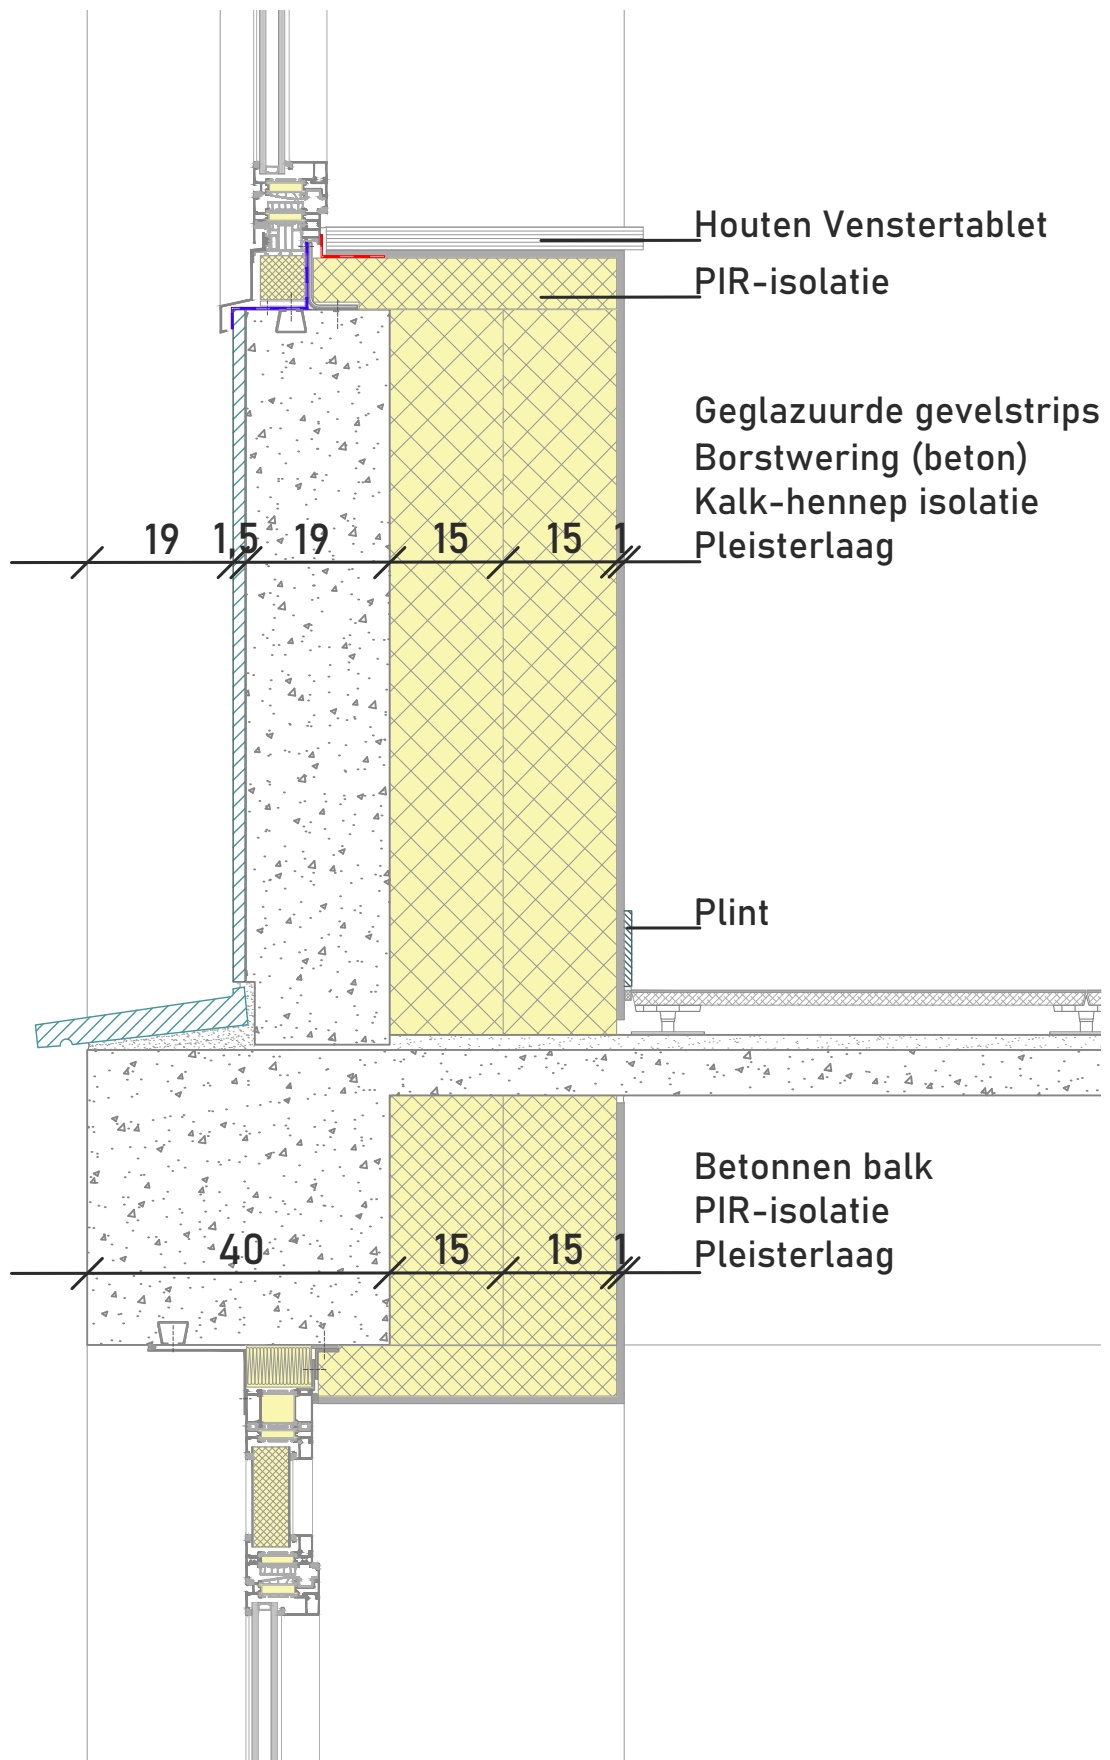 Houten Venstertablet
PIR-isolatie
Geglazuurde gevelstrips
Borstwering (beton)
Kalk-hennep isolatie
Pleisterlaag
19 1,5 19 15 15 1
Plint
Betonnen balk
PIR-isolatie
Pleisterlaag
40 15 15 1